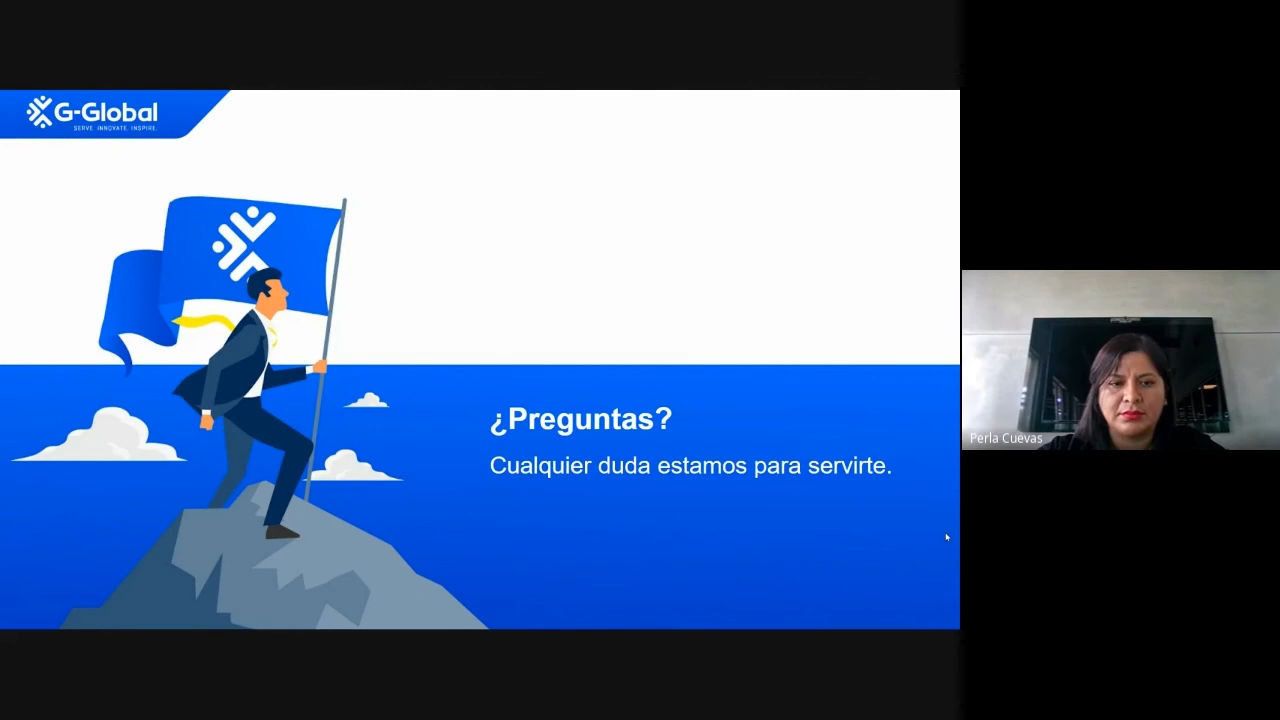 G-Global
SERVE. INNOVATE. INSPIRE.
¿Preguntas?
Cualquier duda estamos para servirte.
Perla Cuevas